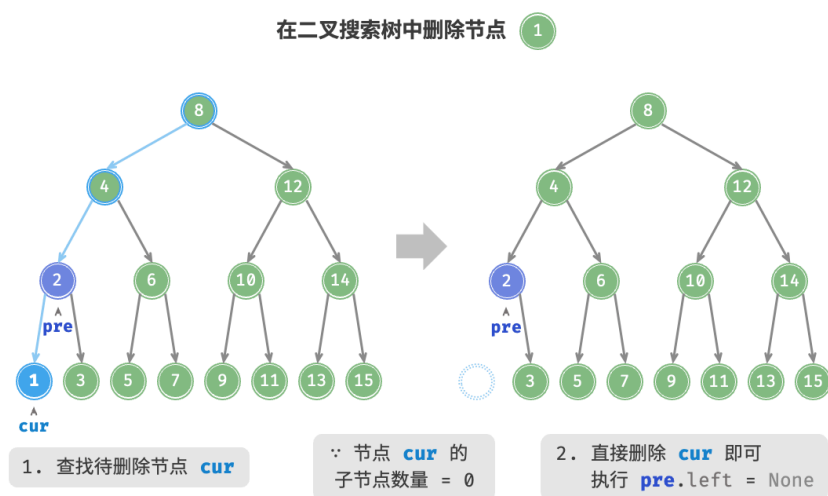 在二叉搜索树中删除节点 1
8 8
4 12 4 12
2 6 10 14 2 6 10 14
pre pre
1 3 5 7 9 11 13 15 3 5 7 9 11 13 15
cur
1. 查找待删除节点 cur
∵ 节点 cur 的
子节点数量 = 0
2. 直接删除 cur 即可
执行 pre.left = None